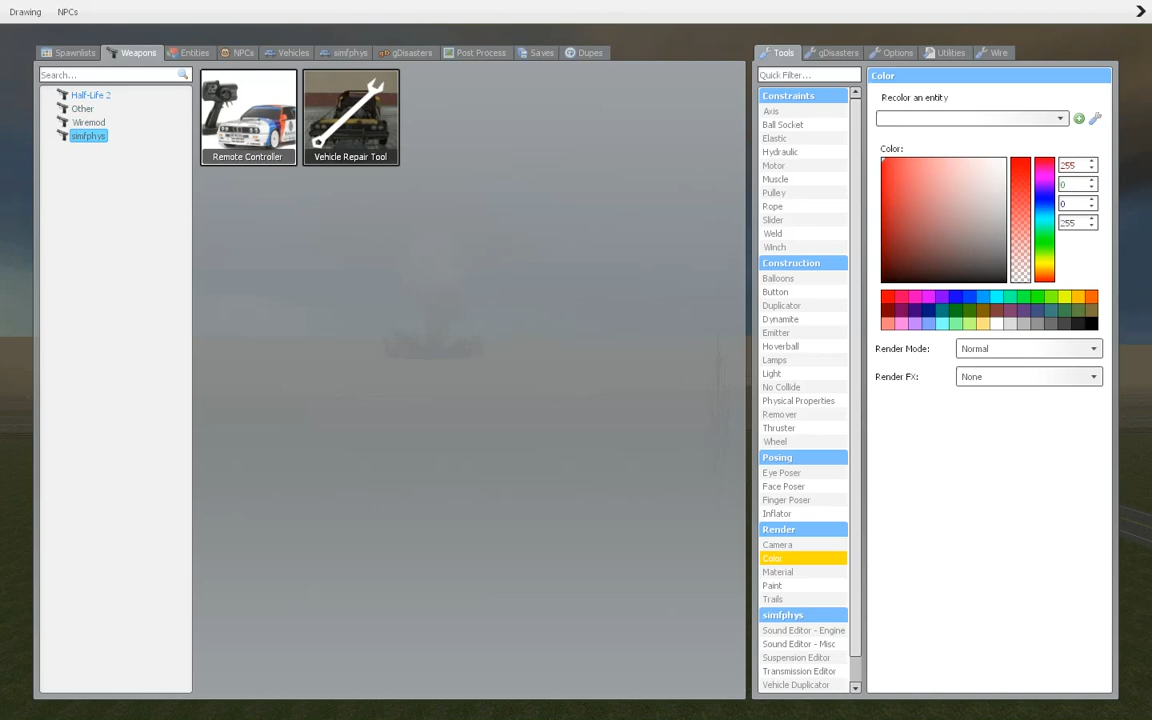 Drawing NPCs
Spawnlists Weapons Entities NPCs Vehicles simfphys gDisasters Post Process Saves Dupes
Search...
Half-Life 2
Other
Wiremod
simfphys
Remote Controller
Vehicle Repair Tool
Tools gDisasters Options Utilities Wire
Quick Filter...
Constraints
Axis
Ball Socket
Elastic
Hydraulic
Motor
Muscle
Pulley
Rope
Slider
Weld
Winch
Construction
Balloons
Button
Duplicator
Dynamite
Emitter
Hoverball
Lamps
Light
No Collide
Physical Properties
Remover
Thruster
Wheel
Posing
Eye Poser
Face Poser
Finger Poser
Inflator
Render
Camera
Color
Material
Paint
Trails
simfphys
Sound Editor - Engine
Sound Editor - Misc
Suspension Editor
Transmission Editor
Vehicle Duplicator
Color
Recolor an entity
Color:
255
0
0
255
Render Mode: Normal
Render FX: None